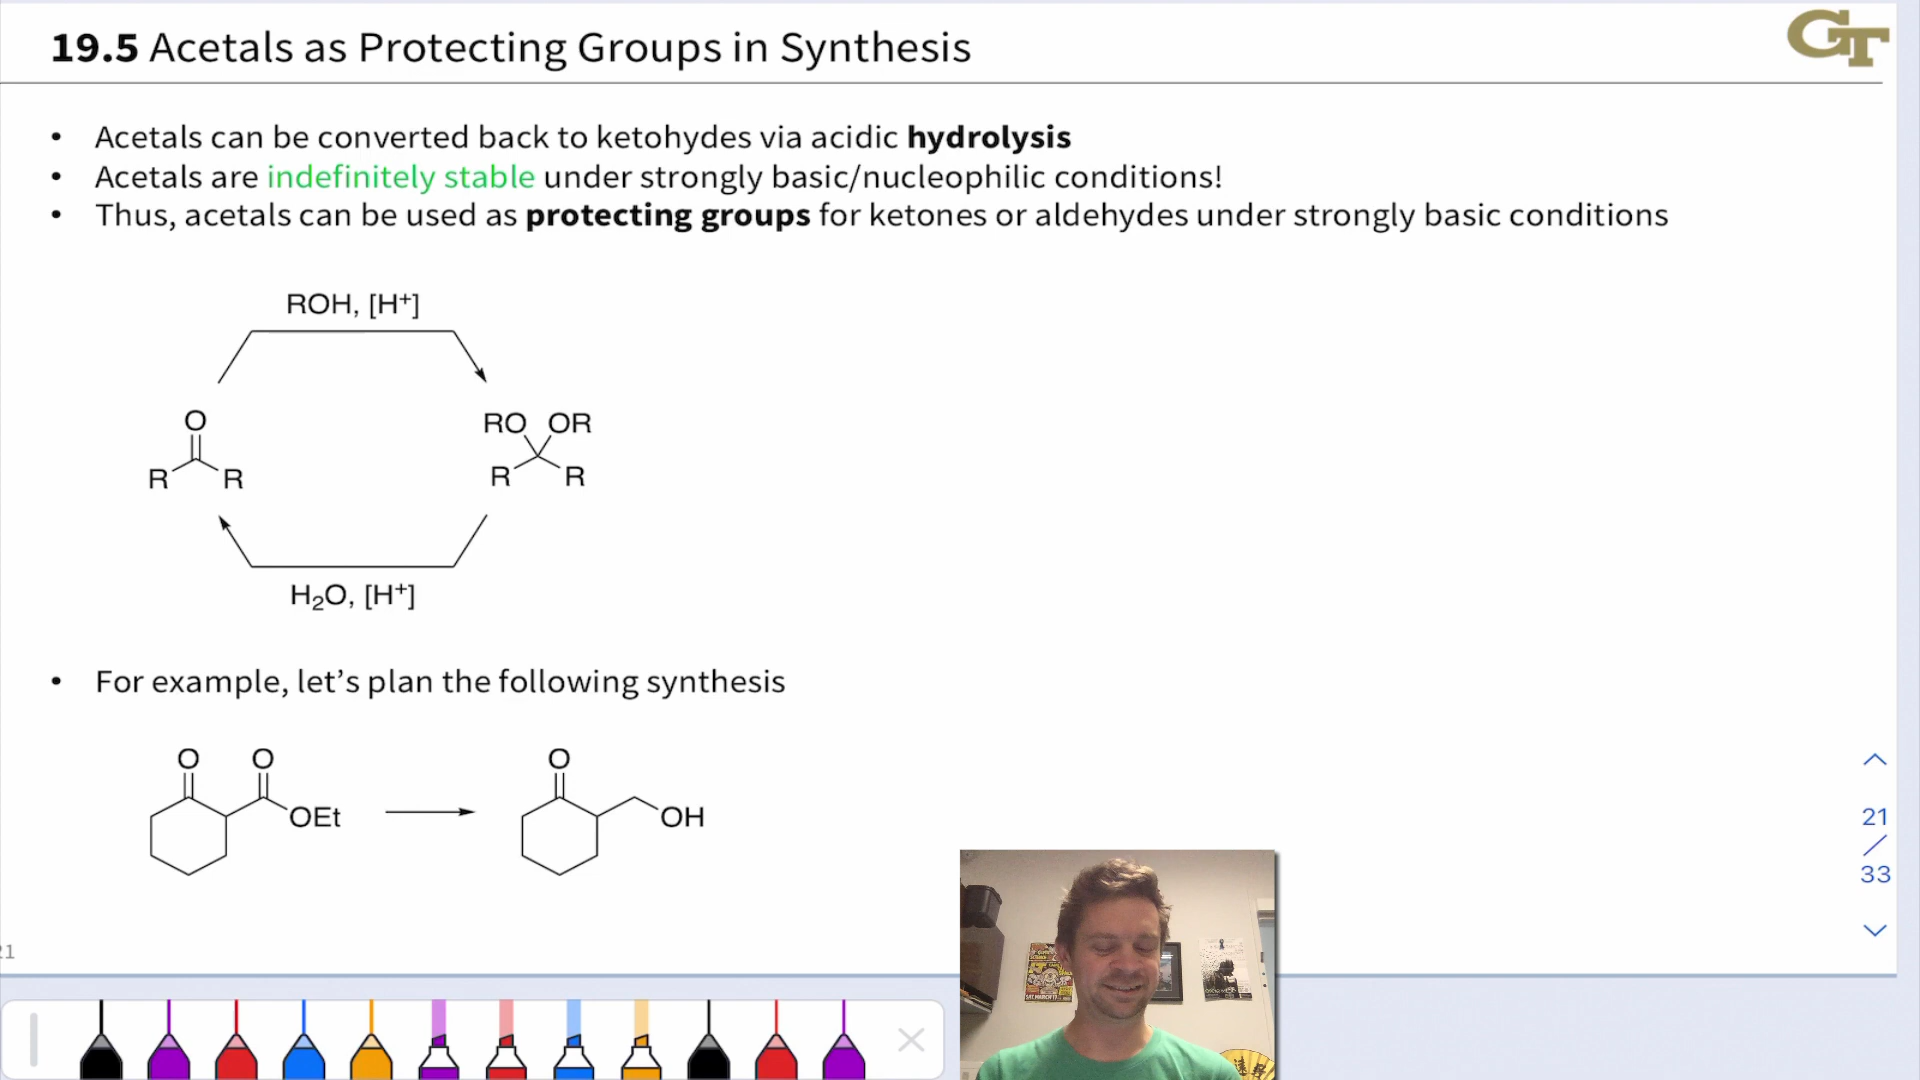 19.5 Acetals as Protecting Groups in Synthesis
GT
• Acetals can be converted back to ketohydes via acidic hydrolysis
• Acetals are indefinitely stable under strongly basic/nucleophilic conditions!
• Thus, acetals can be used as protecting groups for ketones or aldehydes under strongly basic conditions
ROH, [H⁺]
O
R R
RO OR
R R
H₂O, [H⁺]
• For example, let’s plan the following synthesis
O O
OEt
O
OH
21
/
33
21
SAT, MARCH 17